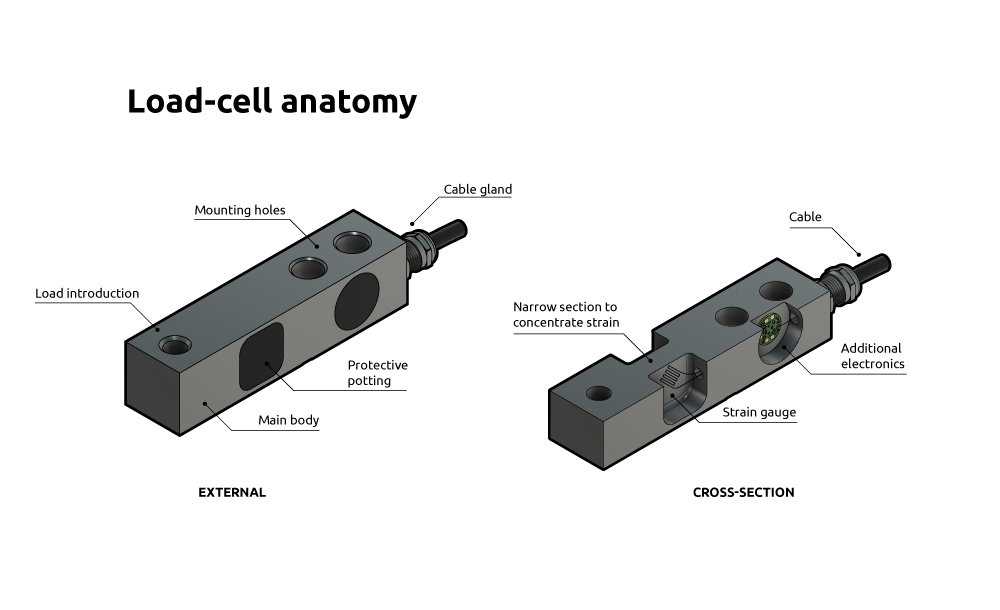 Load-cell anatomy
Cable gland
Mounting holes
Load introduction
Protective
potting
Main body
EXTERNAL
Cable
Narrow section to
concentrate strain
Additional
electronics
Strain gauge
CROSS-SECTION